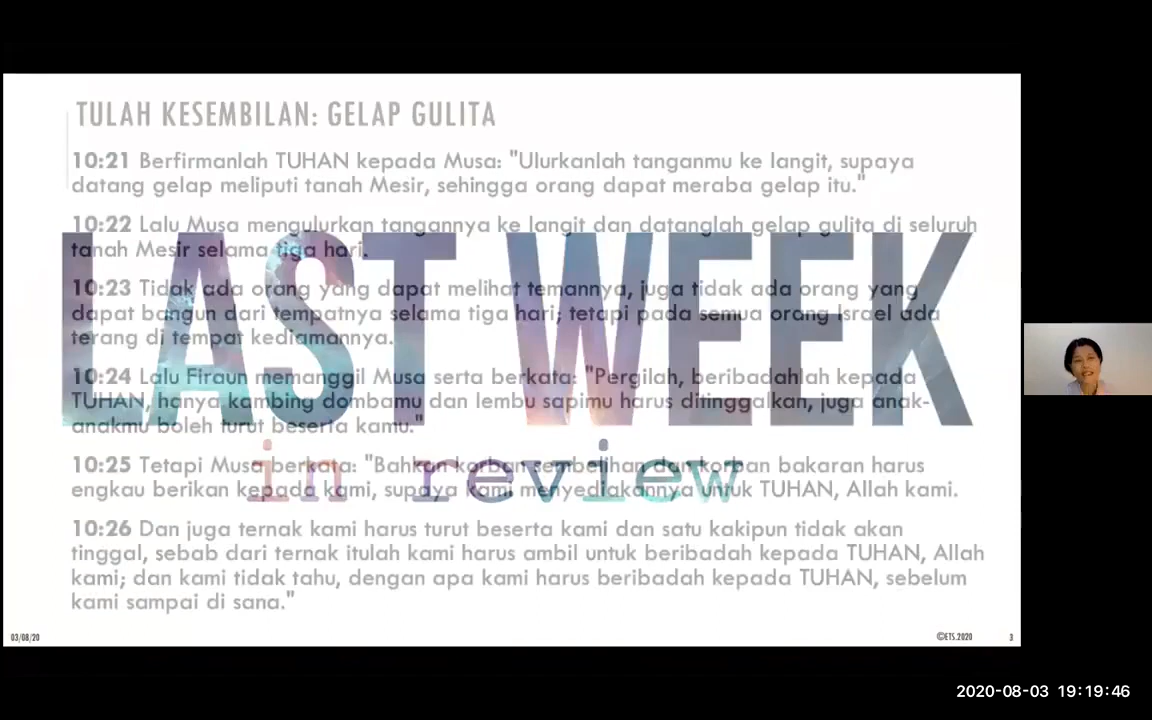 TULAH KESEMBILAN: GELAP GULITA
10:21 Berfirmanlah TUHAN kepada Musa: "Ulurkanlah tanganmu ke langit, supaya
datang gelap meliputi tanah Mesir, sehingga orang dapat meraba gelap itu."
10:22 Lalu Musa mengulurkan tangannya ke langit dan datanglah gelap gulita di seluruh
tanah Mesir selama tiga hari.
LAST WEEK
10:23 Tidak ada orang yang dapat melihat temannya, juga tidak ada orang yang
dapat bangun dari tempatnya selama tiga hari; tetapi pada semua orang Israel ada
terang di tempat kediamannya.
10:24 Lalu Firaun memanggil Musa serta berkata: "Pergilah, beribadahlah kepada
TUHAN, hanya kambing dombamu dan lembu sapimu harus ditinggalkan, juga anak-
anakmu boleh turut beserta kamu."
in review
10:25 Tetapi Musa berkata: "Bahkan korban sembelihan dan korban bakaran harus
engkau berikan kepada kami, supaya kami menyediakannya untuk TUHAN, Allah kami.
10:26 Dan juga ternak kami harus turut beserta kami dan satu kakipun tidak akan
tinggal, sebab dari ternak itulah kami harus ambil untuk beribadah kepada TUHAN, Allah
kami; dan kami tidak tahu, dengan apa kami harus beribadah kepada TUHAN, sebelum
kami sampai di sana."
03/08/20
©ETS.2020
3
2020-08-03 19:19:46